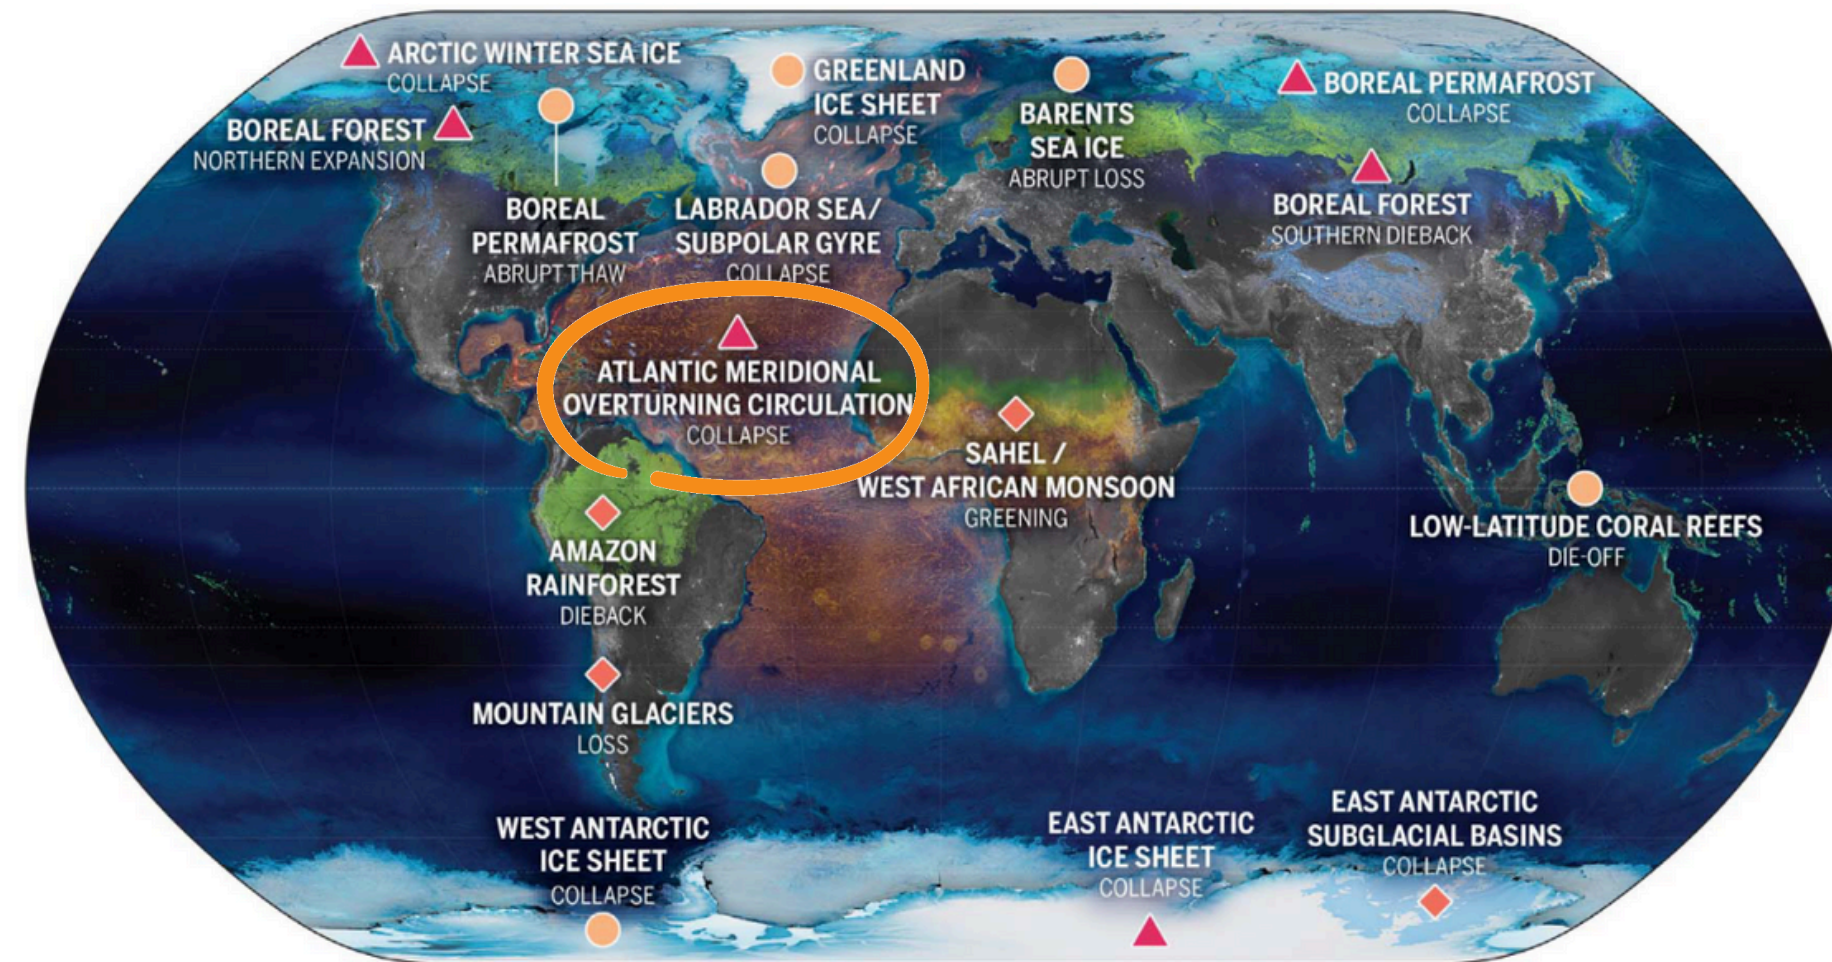 ARCTIC WINTER SEA ICE
COLLAPSE
GREENLAND
ICE SHEET
COLLAPSE
BARENTS
SEA ICE
ABRUPT LOSS
BOREAL PERMAFROST
COLLAPSE
BOREAL FOREST
NORTHERN EXPANSION
BOREAL
PERMAFROST
ABRUPT THAW
LABRADOR SEA/
SUBPOLAR GYRE
COLLAPSE
BOREAL FOREST
SOUTHERN DIEBACK
ATLANTIC MERIDIONAL
OVERTURNING CIRCULATION
COLLAPSE
SAHEL /
WEST AFRICAN MONSOON
GREENING
LOW-LATITUDE CORAL REEFS
DIE-OFF
AMAZON
RAINFOREST
DIEBACK
MOUNTAIN GLACIERS
LOSS
WEST ANTARCTIC
ICE SHEET
COLLAPSE
EAST ANTARCTIC
ICE SHEET
COLLAPSE
EAST ANTARCTIC
SUBGLACIAL BASINS
COLLAPSE